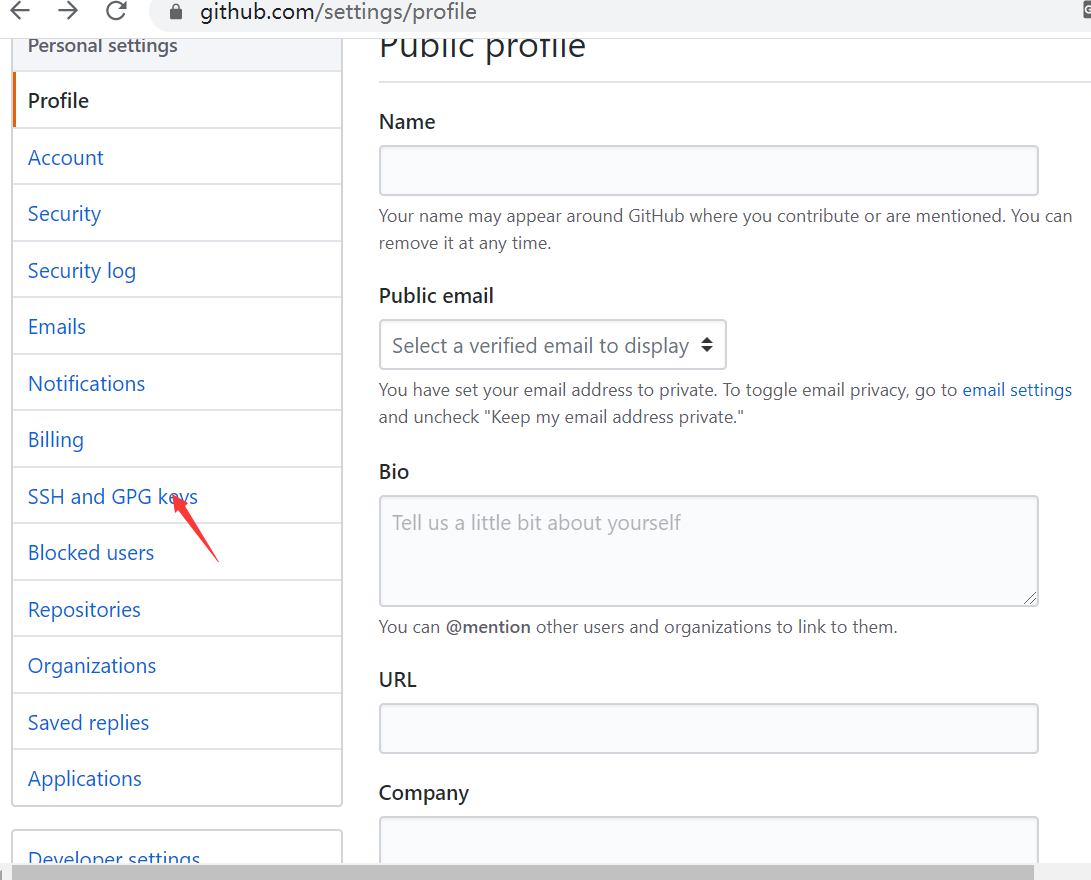 github.com/settings/profile
Personal settings
Profile
Account
Security
Security log
Emails
Notifications
Billing
SSH and GPG keys
Blocked users
Repositories
Organizations
Saved replies
Applications
Developer settings
Public profile
Name
Your name may appear around GitHub where you contribute or are mentioned. You can
remove it at any time.
Public email
Select a verified email to display
You have set your email address to private. To toggle email privacy, go to email settings
and uncheck "Keep my email address private."
Bio
Tell us a little bit about yourself
You can @mention other users and organizations to link to them.
URL
Company